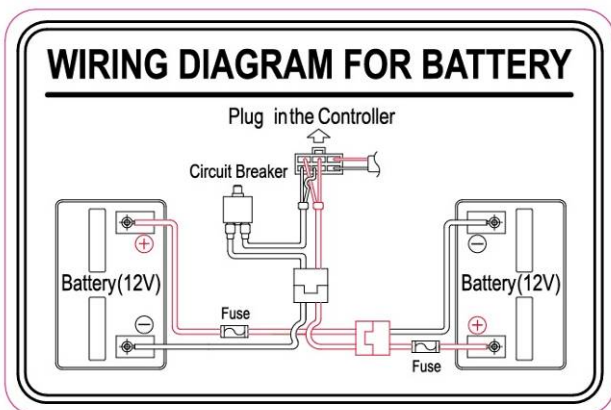 WIRING DIAGRAM FOR BATTERY
Plug in the Controller
Circuit Breaker
+
Battery(12V)
−
Fuse
−
Battery(12V)
+
Fuse